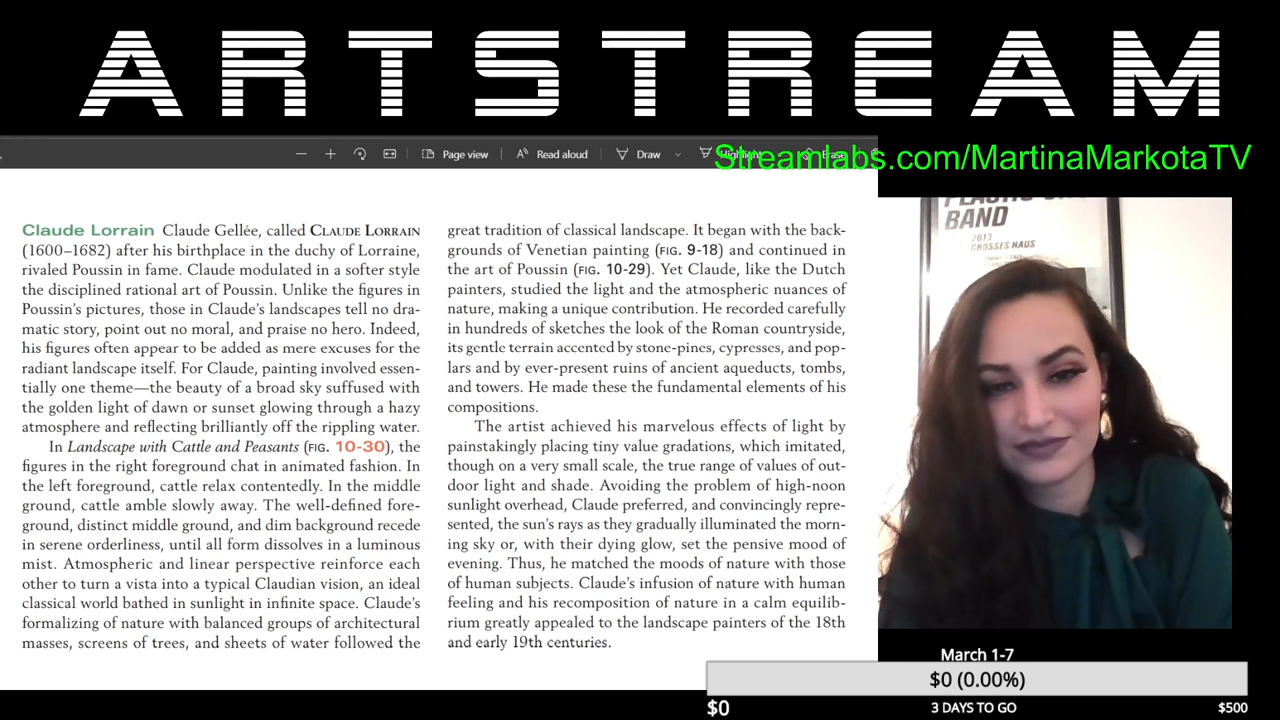 ARTSTREAM
Page view
Read aloud
Draw
Erase
Streamlabs.com/MartinaMarkotaTV
Claude Lorrain Claude Gellée, called CLAUDE LORRAIN
(1600–1682) after his birthplace in the duchy of Lorraine,
rivaled Poussin in fame. Claude modulated in a softer style
the disciplined rational art of Poussin. Unlike the figures in
Poussin's pictures, those in Claude's landscapes tell no dra-
matic story, point out no moral, and praise no hero. Indeed,
his figures often appear to be added as mere excuses for the
radiant landscape itself. For Claude, painting involved essen-
tially one theme—the beauty of a broad sky suffused with
the golden light of dawn or sunset glowing through a hazy
atmosphere and reflecting brilliantly off the rippling water.
In Landscape with Cattle and Peasants (FIG. 10-30), the
figures in the right foreground chat in animated fashion. In
the left foreground, cattle relax contentedly. In the middle
ground, cattle amble slowly away. The well-defined fore-
ground, distinct middle ground, and dim background recede
in serene orderliness, until all form dissolves in a luminous
mist. Atmospheric and linear perspective reinforce each
other to turn a vista into a typical Claudian vision, an ideal
classical world bathed in sunlight in infinite space. Claude's
formalizing of nature with balanced groups of architectural
masses, screens of trees, and sheets of water followed the
great tradition of classical landscape. It began with the back-
grounds of Venetian painting (FIG. 9-18) and continued in
the art of Poussin (FIG. 10-29). Yet Claude, like the Dutch
painters, studied the light and the atmospheric nuances of
nature, making a unique contribution. He recorded carefully
in hundreds of sketches the look of the Roman countryside,
its gentle terrain accented by stone-pines, cypresses, and pop-
lars and by ever-present ruins of ancient aqueducts, tombs,
and towers. He made these the fundamental elements of his
compositions.
The artist achieved his marvelous effects of light by
painstakingly placing tiny value gradations, which imitated,
though on a very small scale, the true range of values of out-
door light and shade. Avoiding the problem of high-noon
sunlight overhead, Claude preferred, and convincingly repre-
sented, the sun's rays as they gradually illuminated the morn-
ing sky or, with their dying glow, set the pensive mood of
evening. Thus, he matched the moods of nature with those
of human subjects. Claude's infusion of nature with human
feeling and his recomposition of nature in a calm equilib-
rium greatly appealed to the landscape painters of the 18th
and early 19th centuries.
BAND
2013
GROSSES HAUS
March 1-7
$0 (0.00%)
$0
3 DAYS TO GO
$500